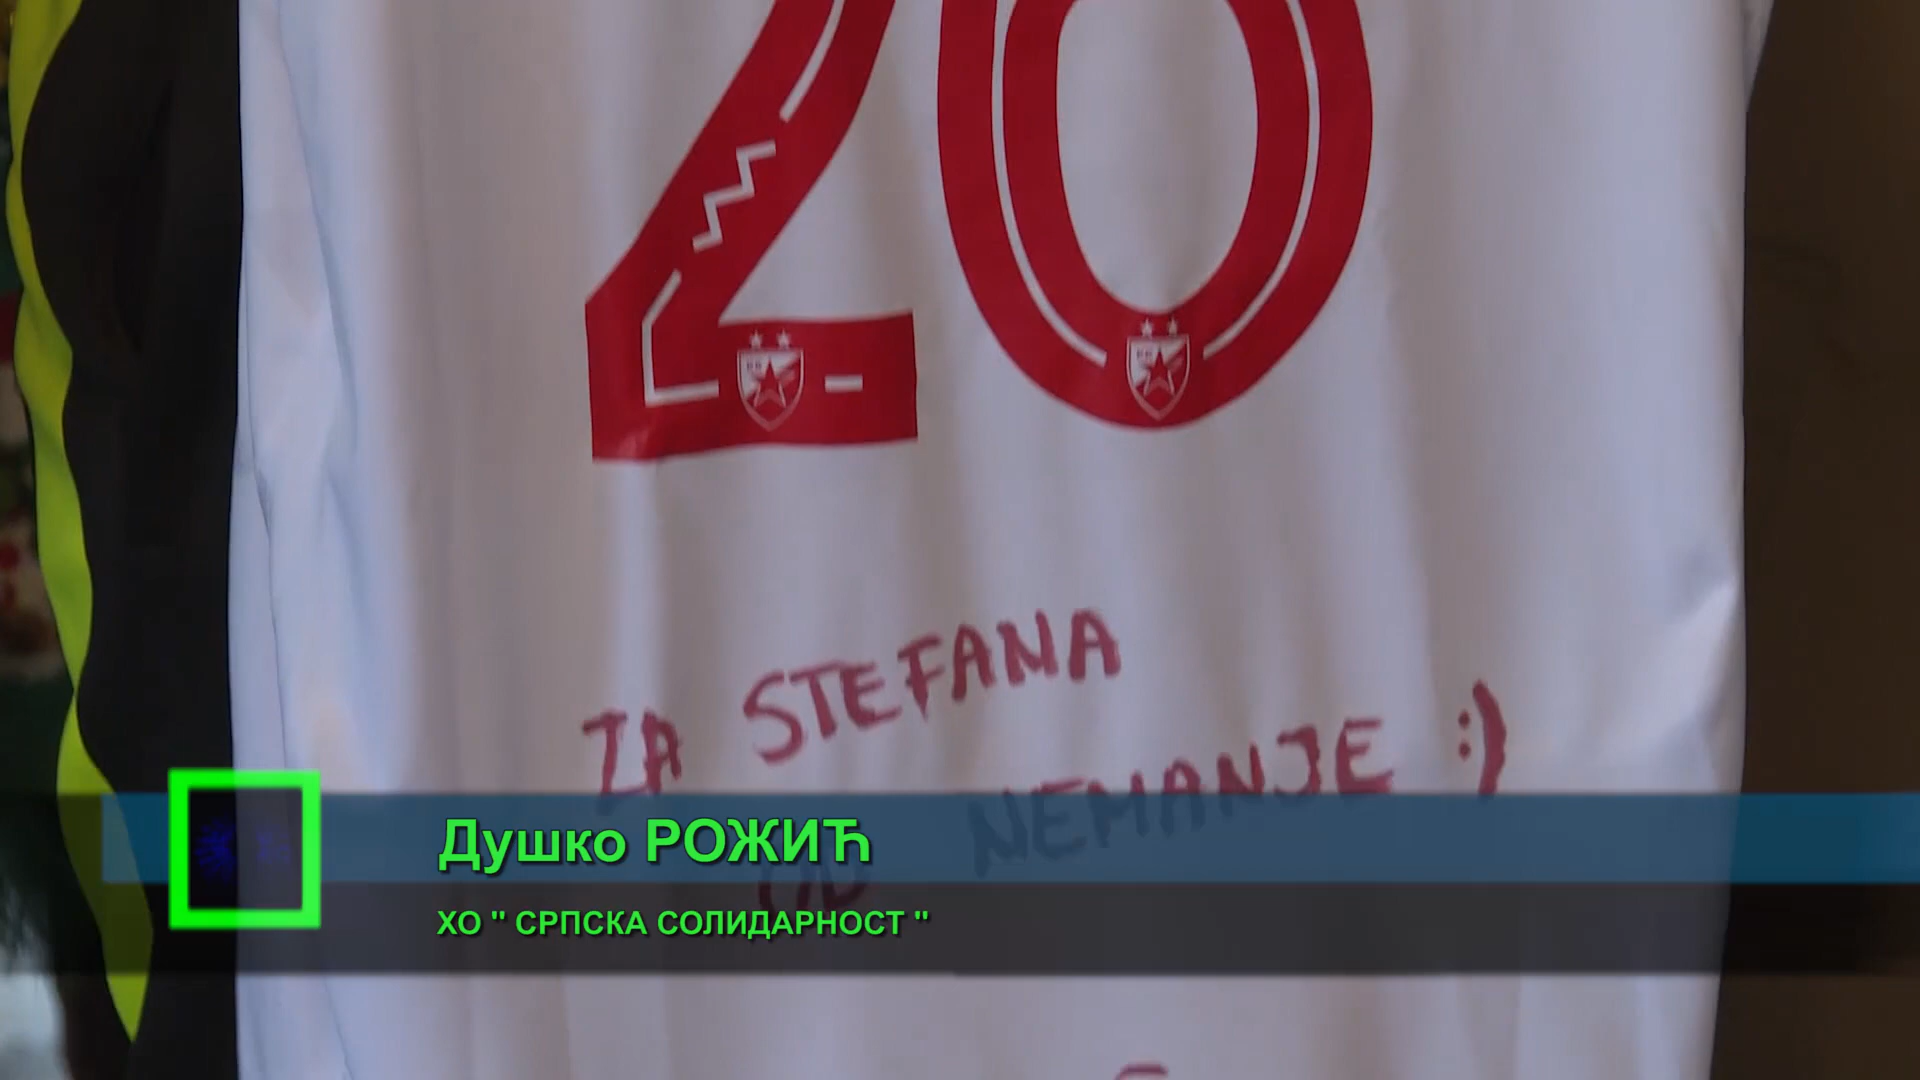 20
ZA STEFANA
OD NEMANJE :)
Душко РОЖИЋ
ХО " СРПСКА СОЛИДАРНОСТ "